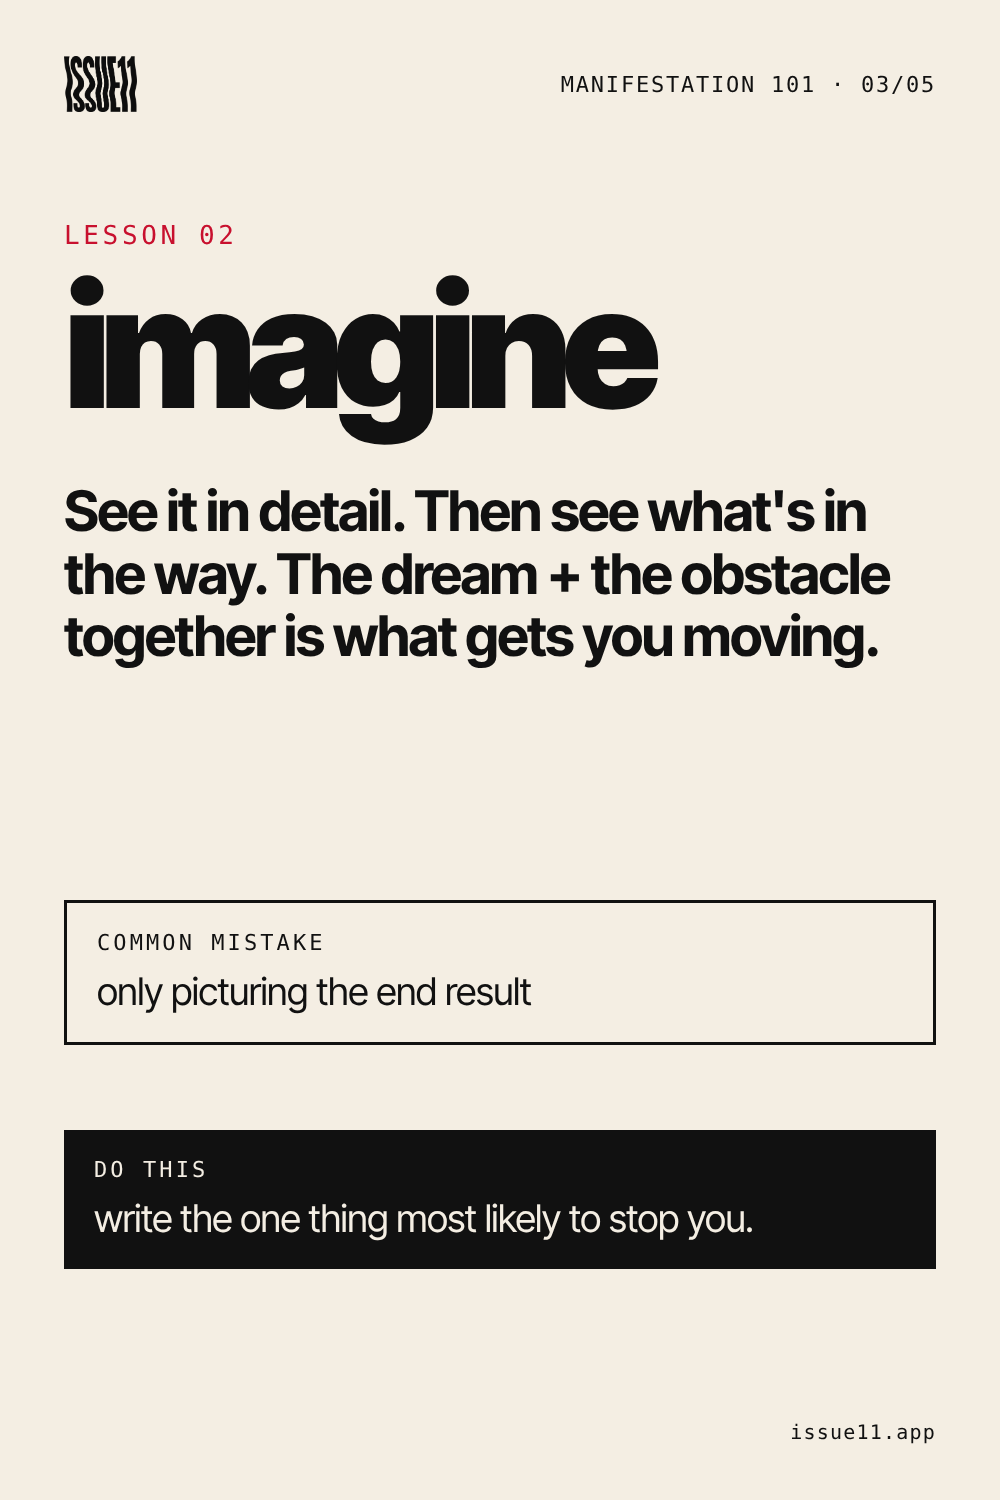 ISSUE11
MANIFESTATION 101 · 03/05
LESSON 02
imagine
See it in detail. Then see what's in
the way. The dream + the obstacle
together is what gets you moving.
COMMON MISTAKE
only picturing the end result
DO THIS
write the one thing most likely to stop you.
issue11.app